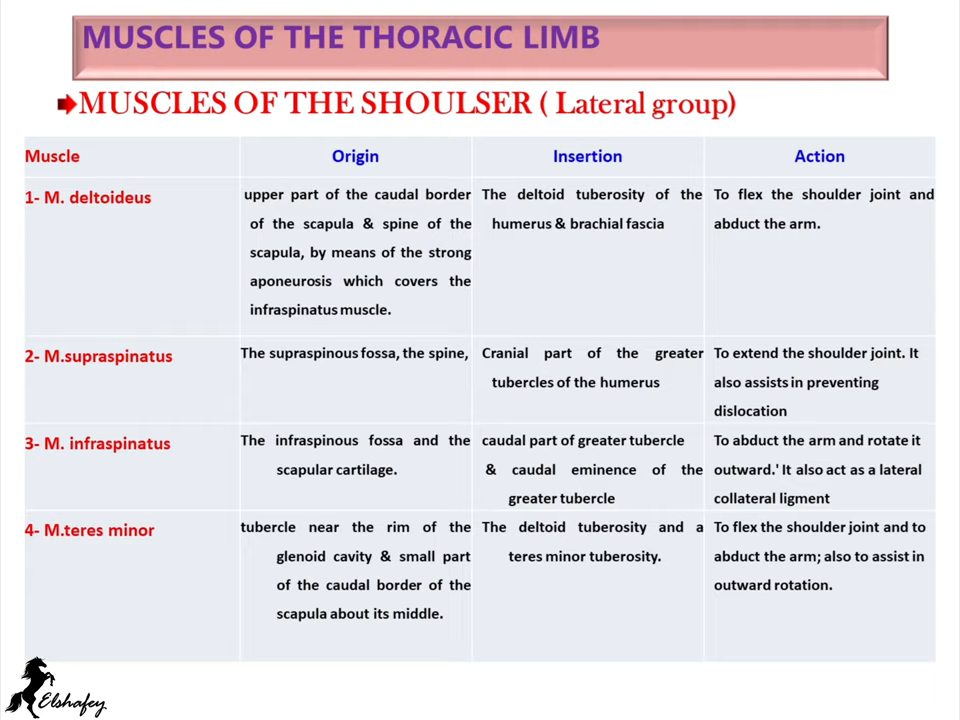 MUSCLES OF THE THORACIC LIMB
MUSCLES OF THE SHOULSER ( Lateral group)
Muscle
Origin
Insertion
Action
1- M. deltoideus
upper part of the caudal border
of the scapula & spine of the
scapula, by means of the strong
aponeurosis which covers the
infraspinatus muscle.
The deltoid tuberosity of the
humerus & brachial fascia
To flex the shoulder joint and
abduct the arm.
2- M.supraspinatus
The supraspinous fossa, the spine,
Cranial part of the greater
tubercles of the humerus
To extend the shoulder joint. It
also assists in preventing
dislocation
3- M. infraspinatus
The infraspinous fossa and the
scapular cartilage.
caudal part of greater tubercle
& caudal eminence of the
greater tubercle
To abduct the arm and rotate it
outward.' It also act as a lateral
collateral ligment
4- M.teres minor
tubercle near the rim of the
glenoid cavity & small part
of the caudal border of the
scapula about its middle.
The deltoid tuberosity and a
teres minor tuberosity.
To flex the shoulder joint and to
abduct the arm; also to assist in
outward rotation.
Elshafey